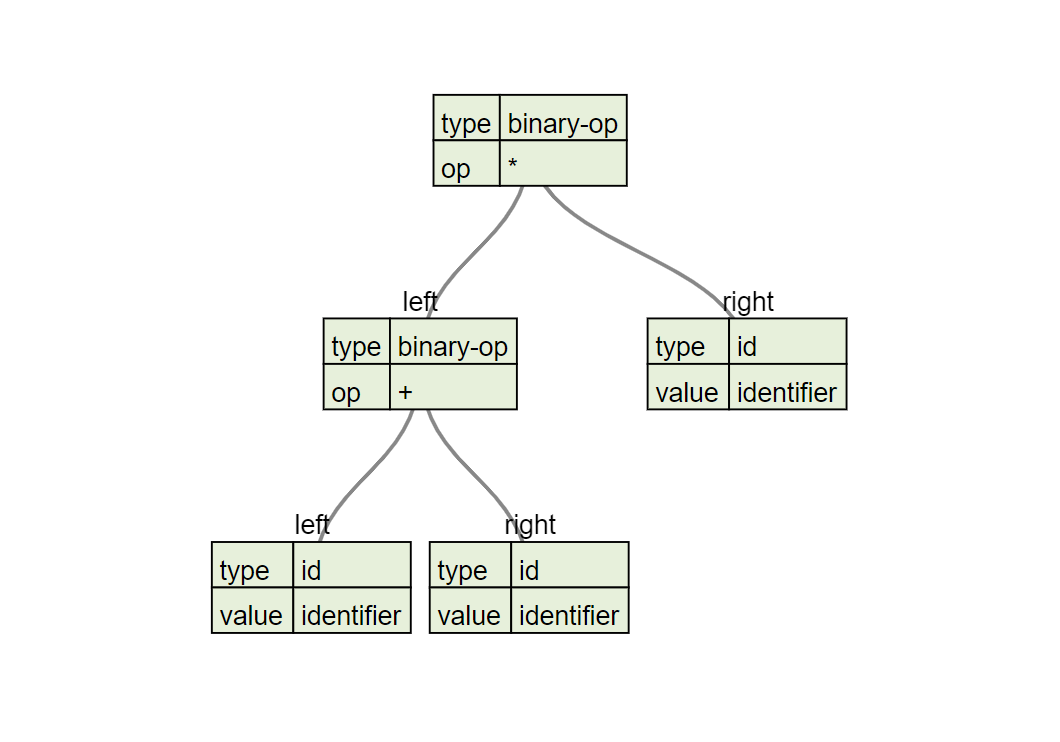 type binary-op
op *
left
right
type binary-op
op +
type id
value identifier
left
right
type id
value identifier
type id
value identifier